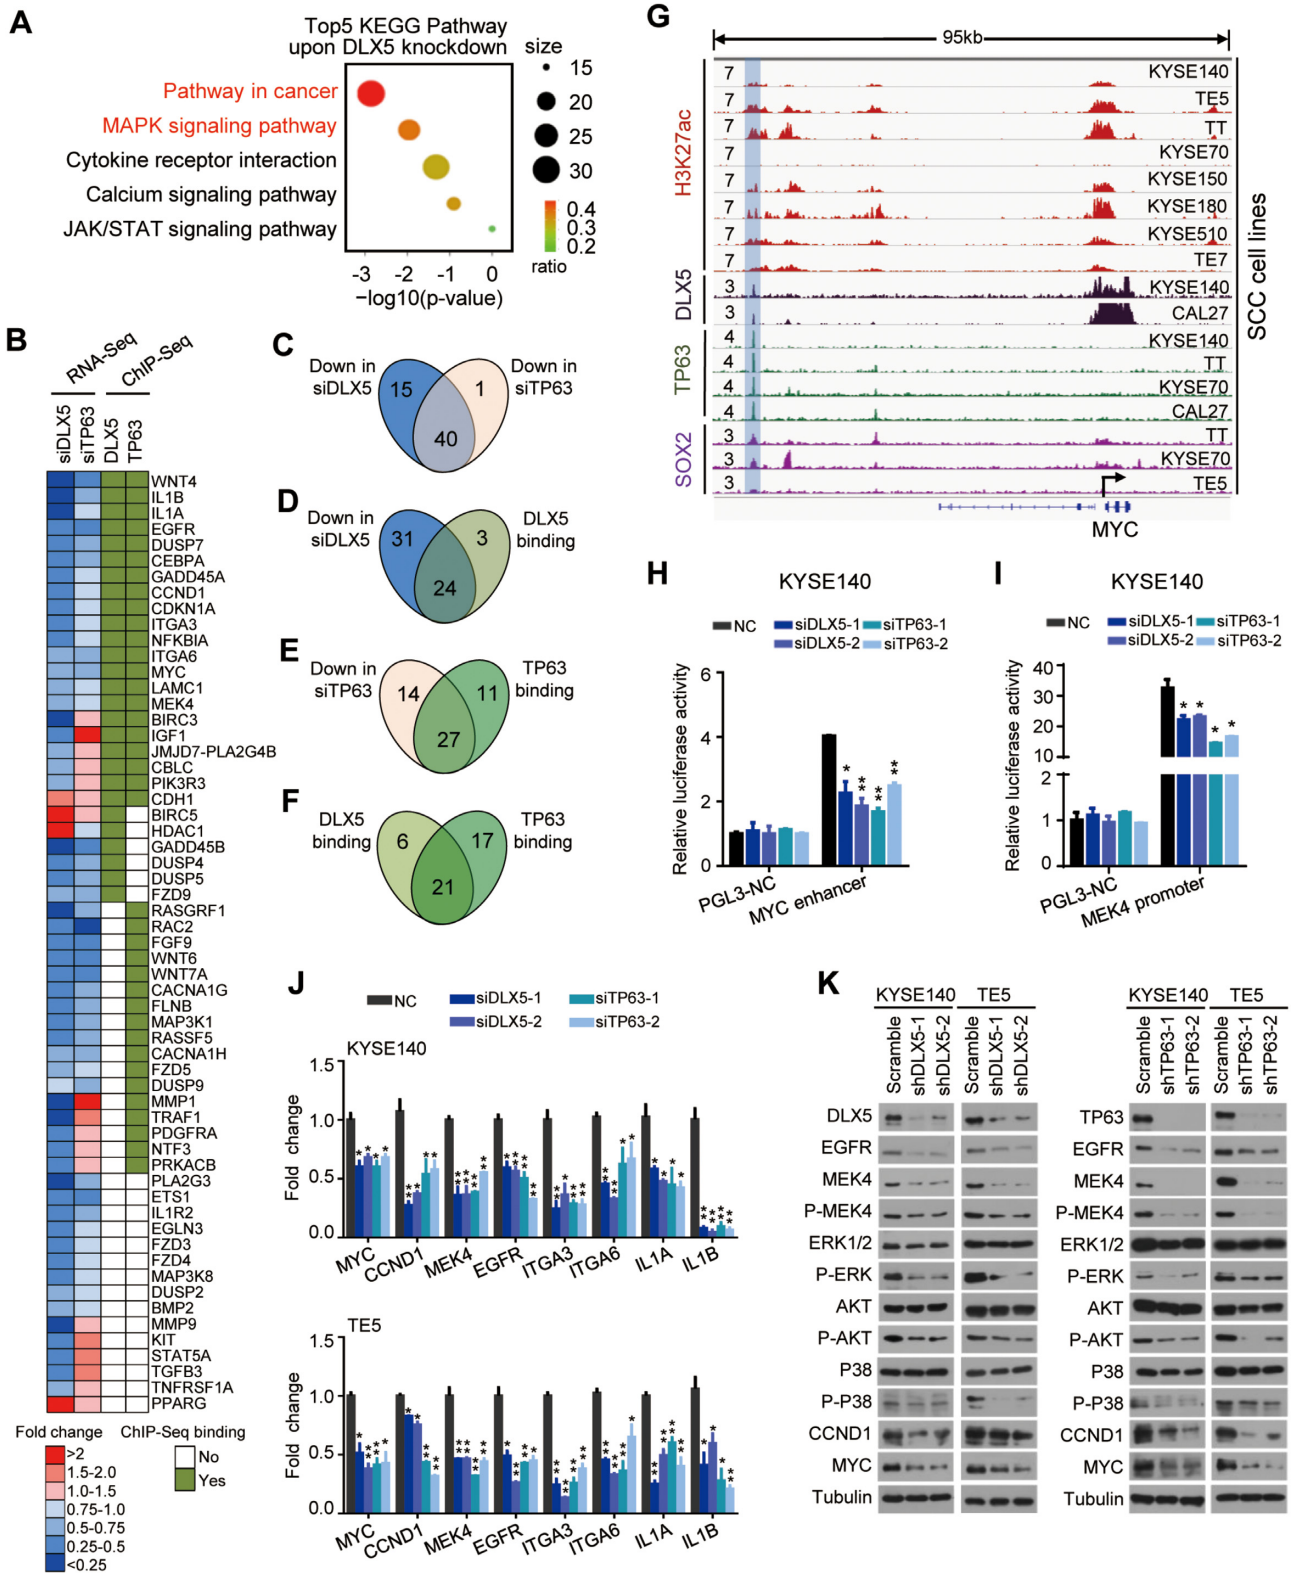 A
Top5 KEGG Pathway
upon DLX5 knockdown
size
15
20
25
30
Pathway in cancer
MAPK signaling pathway
Cytokine receptor interaction
Calcium signaling pathway
JAK/STAT signaling pathway
0.4
0.3
0.2
ratio
-3 -2 -1 0
−log10(p-value)
B
RNA-Seq
ChIP-Seq
siDLX5
siTP63
DLX5
TP63
WNT4
IL1B
IL1A
EGFR
DUSP7
CEBPA
GADD45A
CCND1
CDKN1A
ITGA3
NFKBIA
ITGA6
MYC
LAMC1
MEK4
BIRC3
IGF1
JMJD7-PLA2G4B
CBLC
PIK3R3
CDH1
BIRC5
HDAC1
GADD45B
DUSP4
DUSP5
FZD9
RASGRF1
RAC2
FGF9
WNT6
WNT7A
CACNA1G
FLNB
MAP3K1
RASSF5
CACNA1H
FZD5
DUSP9
MMP1
TRAF1
PDGFRA
NTF3
PRKACB
PLA2G3
ETS1
IL1R2
EGLN3
FZD3
FZD4
MAP3K8
DUSP2
BMP2
MMP9
KIT
STAT5A
TGFB3
TNFRSF1A
PPARG
Fold change
>2
1.5-2.0
1.0-1.5
0.75-1.0
0.5-0.75
0.25-0.5
<0.25
ChIP-Seq binding
No
Yes
C
Down in
siDLX5
15
40
1
Down in
siTP63
D
Down in
siDLX5
31
24
3
DLX5
binding
E
Down in
siTP63
14
27
11
TP63
binding
F
DLX5
binding
6
21
17
TP63
binding
G
95kb
H3K27ac
DLX5
TP63
SOX2
7 KYSE140
7 TE5
7 TT
7 KYSE70
7 KYSE150
7 KYSE180
7 KYSE510
7 TE7
3 KYSE140
3 CAL27
4 KYSE140
4 TT
4 KYSE70
4 CAL27
3 TT
3 KYSE70
3 TE5
SCC cell lines
MYC
H
KYSE140
NC
siDLX5-1
siTP63-1
siDLX5-2
siTP63-2
Relative luciferase activity
6
4
2
0
* ** ** **
PGL3-NC
MYC enhancer
I
KYSE140
NC
siDLX5-1
siTP63-1
siDLX5-2
siTP63-2
Relative luciferase activity
40
30
20
10
2
1
0
* * * *
PGL3-NC
MEK4 promoter
J
NC
siDLX5-1
siTP63-1
siDLX5-2
siTP63-2
KYSE140
Fold change
1.5
1.0
0.5
0.0
MYC
CCND1
MEK4
EGFR
ITGA3
ITGA6
IL1A
IL1B
TE5
Fold change
1.5
1.0
0.5
0.0
MYC
CCND1
MEK4
EGFR
ITGA3
ITGA6
IL1A
IL1B
K
KYSE140 TE5
Scramble
shDLX5-1
shDLX5-2
Scramble
shDLX5-1
shDLX5-2
DLX5
EGFR
MEK4
P-MEK4
ERK1/2
P-ERK
AKT
P-AKT
P38
P-P38
CCND1
MYC
Tubulin
KYSE140 TE5
Scramble
shTP63-1
shTP63-2
Scramble
shTP63-1
shTP63-2
TP63
EGFR
MEK4
P-MEK4
ERK1/2
P-ERK
AKT
P-AKT
P38
P-P38
CCND1
MYC
Tubulin